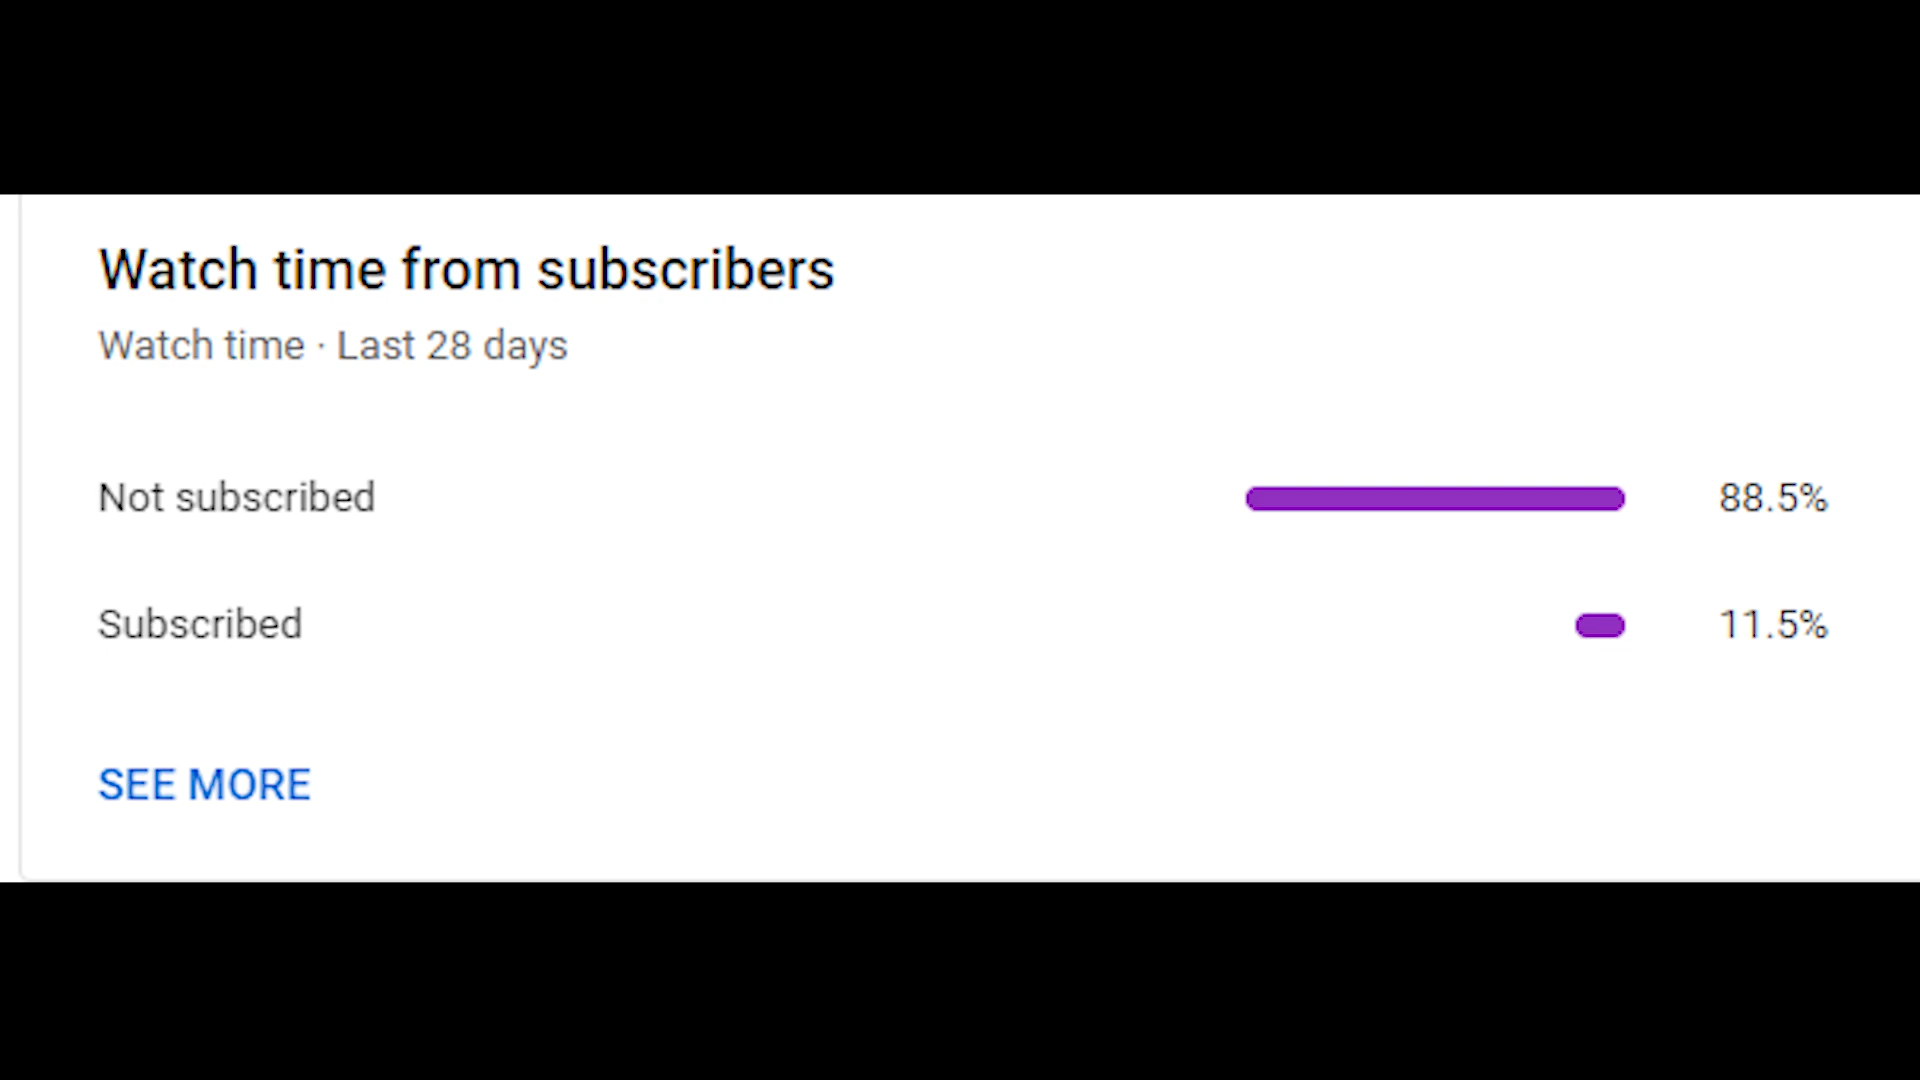 Watch time from subscribers
Watch time · Last 28 days
Not subscribed 88.5%
Subscribed 11.5%
SEE MORE